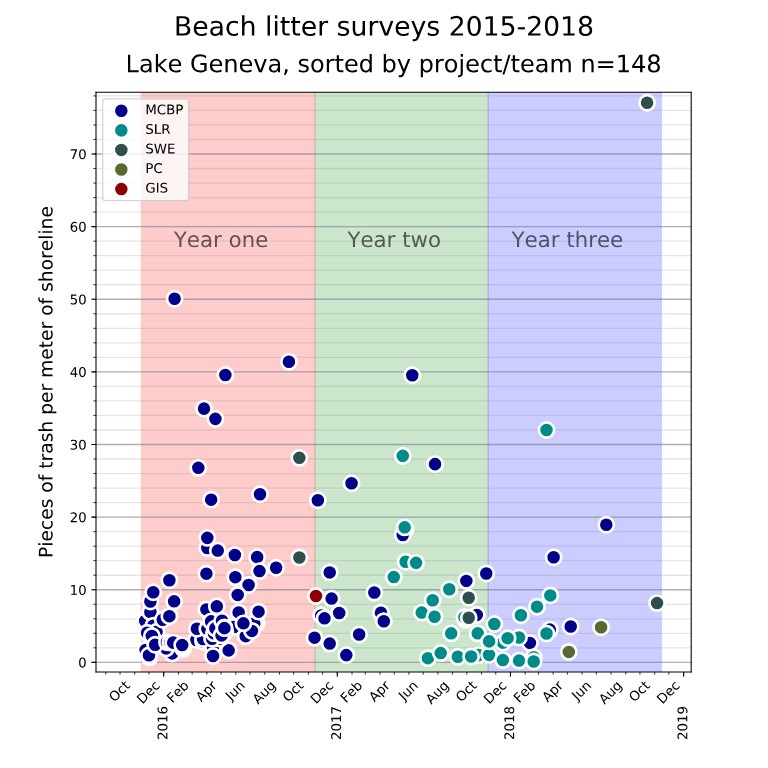 Beach litter surveys 2015-2018
Lake Geneva, sorted by project/team n=148
MCBP
SLR
SWE
PC
GIS
Year one
Year two
Year three
Pieces of trash per meter of shoreline
70
60
50
40
30
20
10
0
Oct Dec Feb Apr Jun Aug Oct Dec Feb Apr Jun Aug Oct Dec Feb Apr Jun Aug Oct Dec
2016 2017 2018 2019